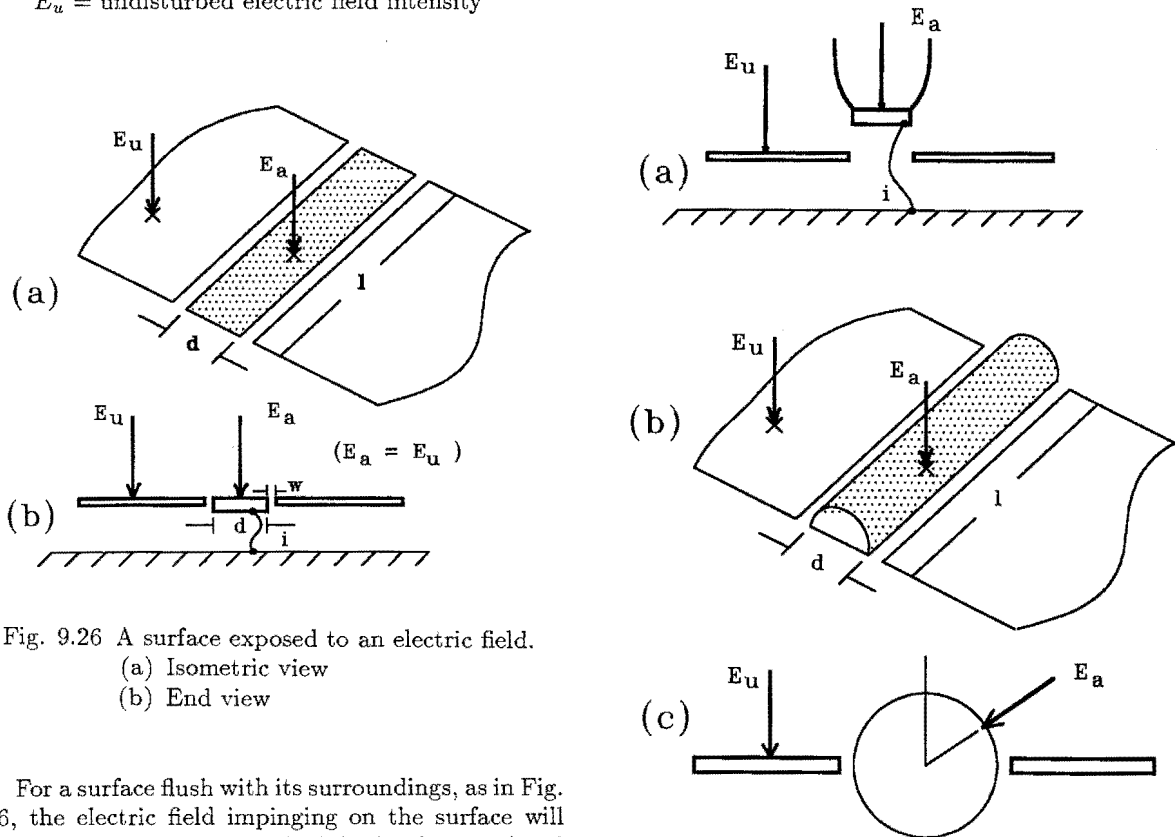 E_u = undisturbed electric field intensity
E_u
E_a
(a)
l
d
E_u
E_a
(E_a = E_u )
w
(b)
d
i
Fig. 9.26 A surface exposed to an electric field.
(a) Isometric view
(b) End view
For a surface flush with its surroundings, as in Fig.
6, the electric field impinging on the surface will
E_a
E_u
(a)
i
E_u
E_a
(b)
l
d
E_u
E_a
(c)